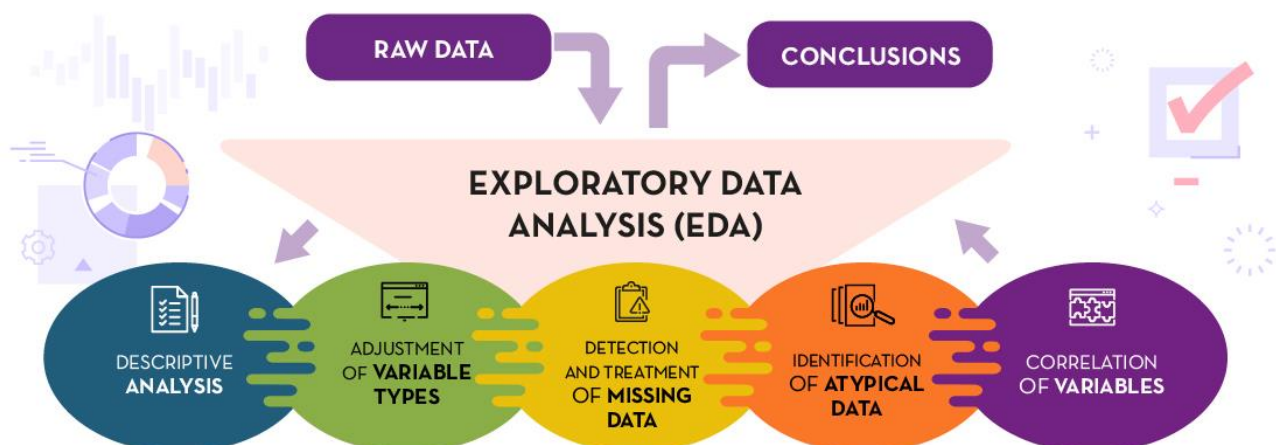 RAW DATA
CONCLUSIONS
EXPLORATORY DATA
ANALYSIS (EDA)
DESCRIPTIVE
ANALYSIS
ADJUSTMENT
OF VARIABLE
TYPES
DETECTION
AND TREATMENT
OF MISSING
DATA
IDENTIFICATION
OF ATYPICAL
DATA
CORRELATION
OF VARIABLES